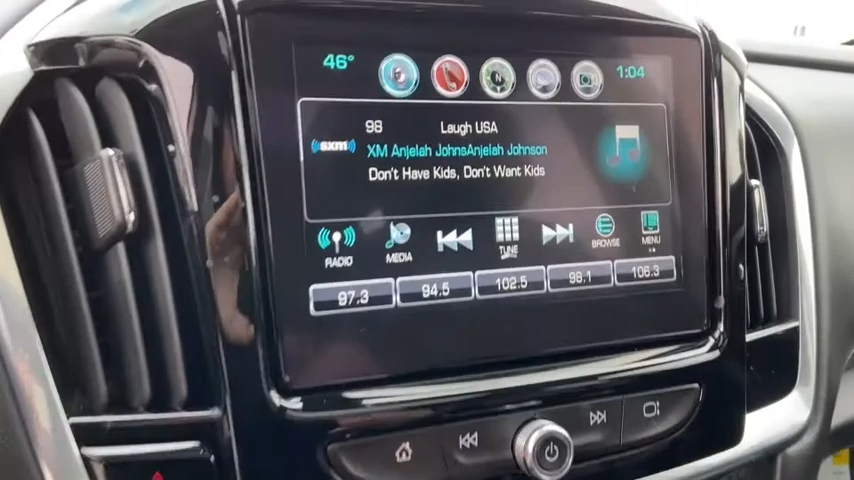 46° N 1:04
98 Laugh USA
sxm XM Anjelah JohnsAnjelah Johnson
Don't Have Kids, Don't Want Kids
RADIO MEDIA TUNE BROWSE MENU
97.3 94.5 102.5 98.1 106.3